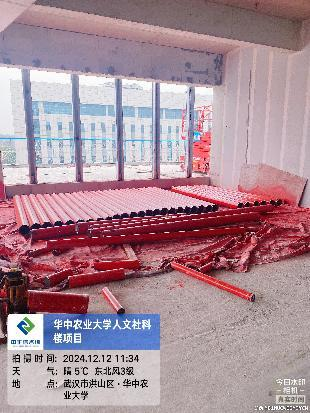 华中农业大学人文社科
楼项目
拍摄时间: 2024.12.12 11:34
天 气: 晴 5℃ 东北风3级
地 点: 武汉市洪山区·华中农
业大学
今日水印
相机
真实时间